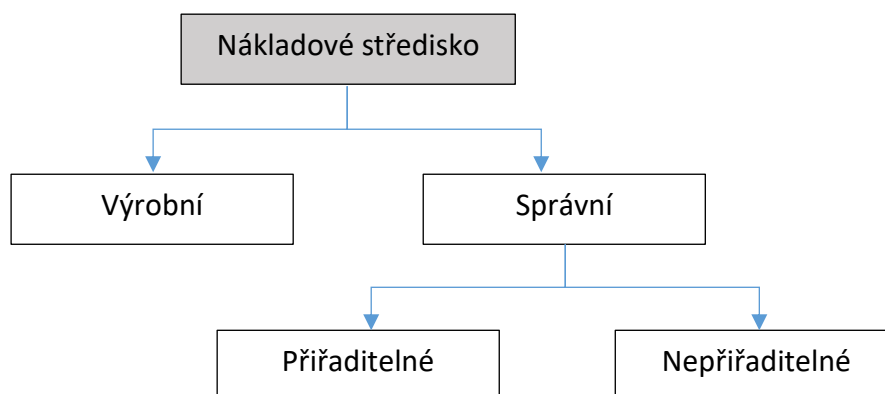 Nákladové středisko
Výrobní
Správní
Přiřaditelné
Nepřiřaditelné